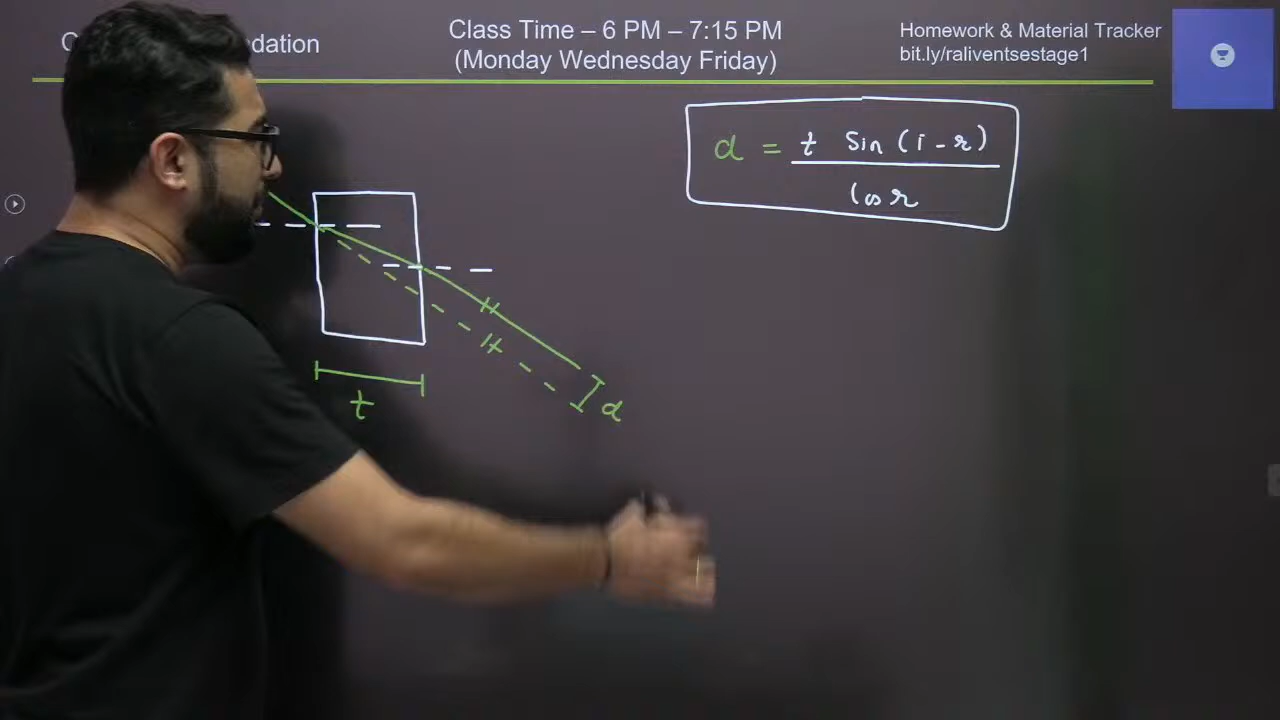 dation
Class Time – 6 PM – 7:15 PM
(Monday Wednesday Friday)
Homework & Material Tracker
bit.ly/raliventsestage1
d = t Sin (i - r)
Cos r
t
d